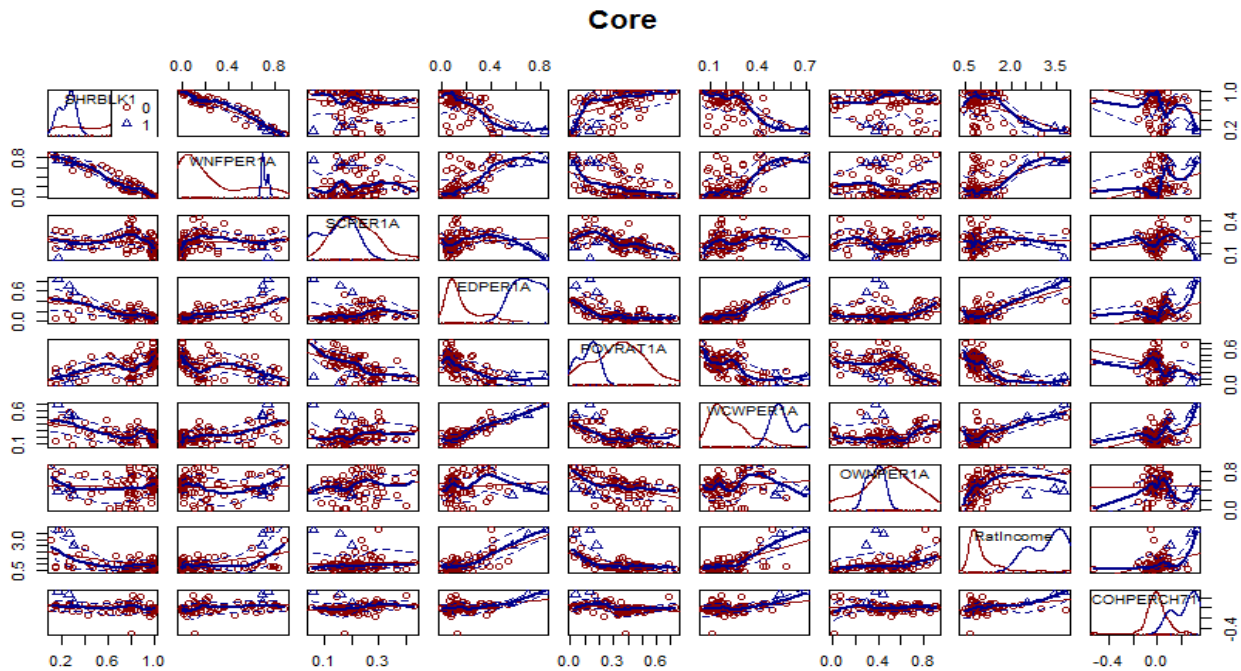 Core
0.0 0.4 0.8
0.0 0.4 0.8
0.1 0.4 0.7
0.5 2.0 3.5
SHRBLK1
0
1
0.2 1.0
0.0 0.8
WNFPER1A
SCPER1A
0.1 0.4
0.0 0.6
EDPER1A
POVRAT1A
0.0 0.6
0.1 0.6
WCWPER1A
OWNPER1A
0.0 0.8
0.5 3.0
RatIncome
COHPERCH71
-0.4
0.2 0.6 1.0
0.1 0.3
0.0 0.3 0.6
0.0 0.4 0.8
-0.4 0.0